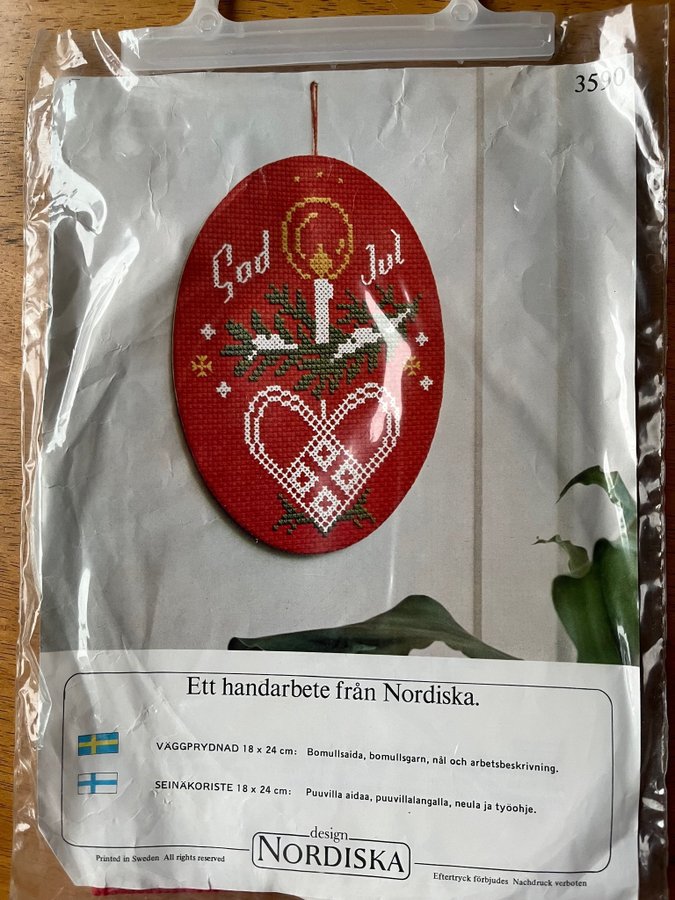 3590
God Jul
Ett handarbete från Nordiska.
VÄGGPRYDNAD 18 x 24 cm: Bomullsaida, bomullsgarn, nål och arbetsbeskrivning.
SEINÄKORISTE 18 x 24 cm: Puuvilla aidaa, puuvillalangalla, neula ja työohje.
design
NORDISKA
Printed in Sweden All rights reserved
Eftertryck förbjudes Nachdruck verboten